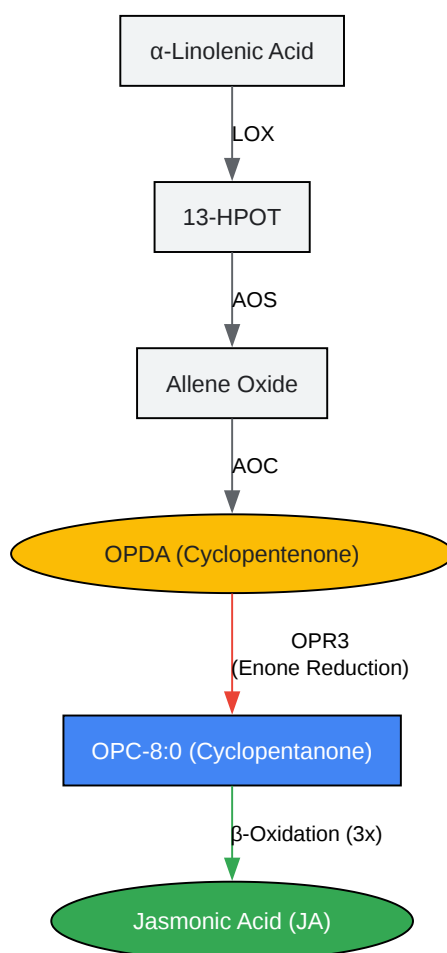 α-Linolenic Acid
LOX
13-HPOT
AOS
Allene Oxide
AOC
OPDA (Cyclopentenone)
OPR3
(Enone Reduction)
OPC-8:0 (Cyclopentanone)
β-Oxidation (3x)
Jasmonic Acid (JA)